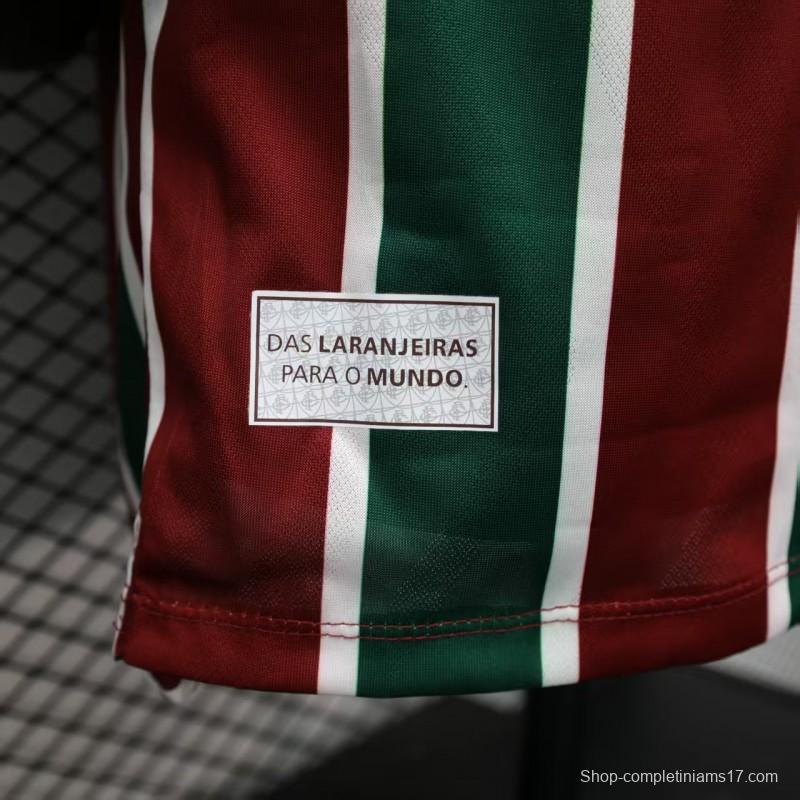 DAS LARANJEIRAS
PARA O MUNDO.
Shop-completiniams17.com